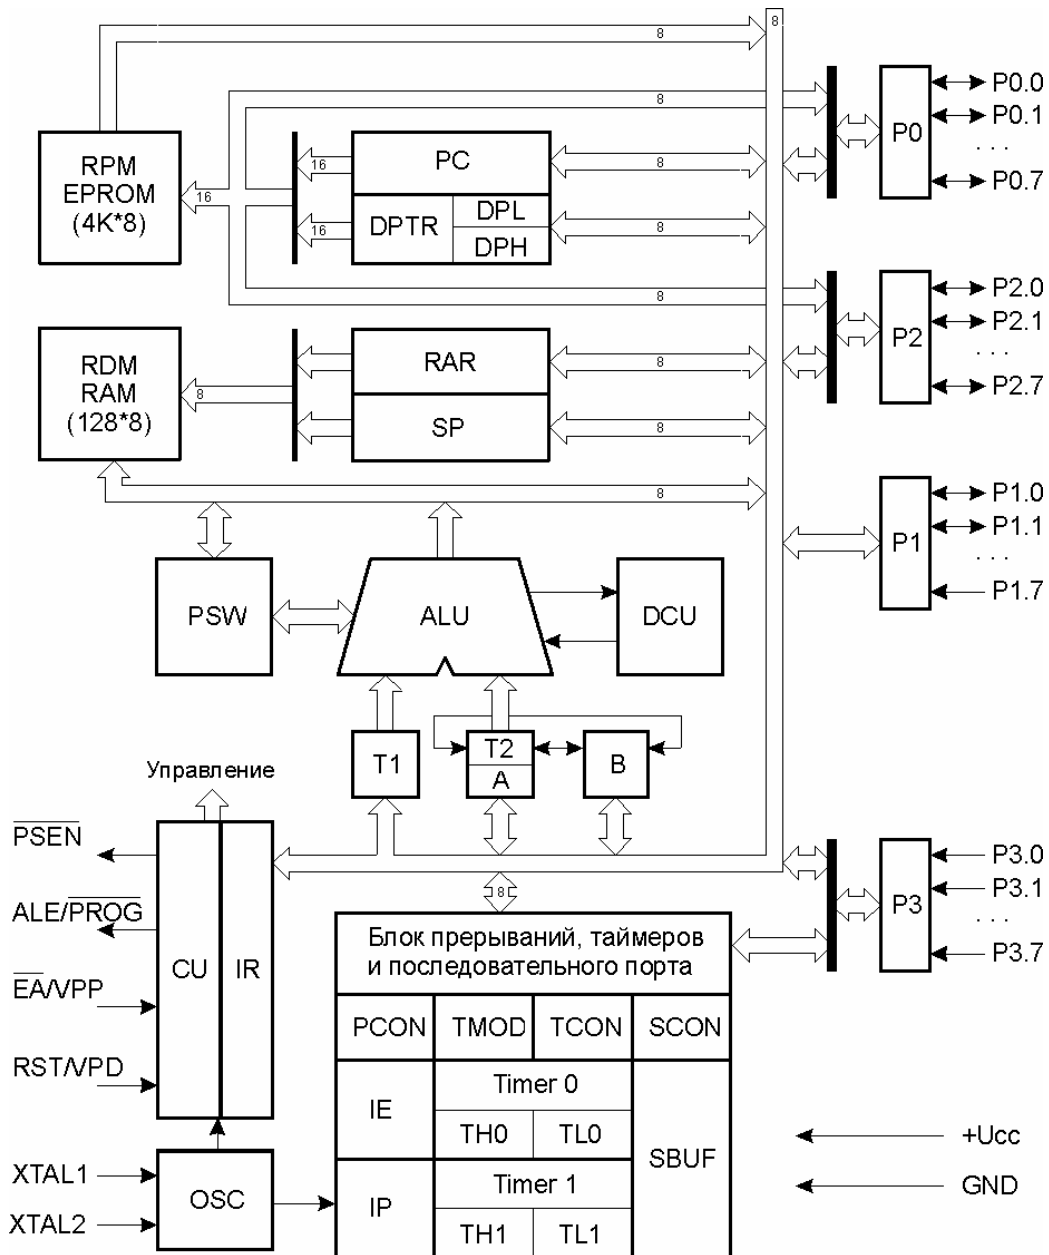 8
8
8
P0.0
P0.1
P0
. . .
P0.7
RPM
EPROM
(4K*8)
16
16
PC
8
16
DPTR
DPL
DPH
8
8
P2.0
P2.1
P2
. . .
P2.7
RDM
RAM
(128*8)
8
RAR
8
SP
8
8
P1.0
P1.1
P1
. . .
P1.7
PSW
ALU
DCU
T1
T2
A
B
Управление
PSEN
ALE/PROG
EA/VPP
RST/VPD
CU
IR
8
P3.0
P3.1
P3
. . .
P3.7
Блок прерываний, таймеров
и последовательного порта
PCON
TMOD
TCON
SCON
IE
Timer 0
TH0
TL0
SBUF
IP
Timer 1
TH1
TL1
XTAL1
XTAL2
OSC
+Ucc
GND